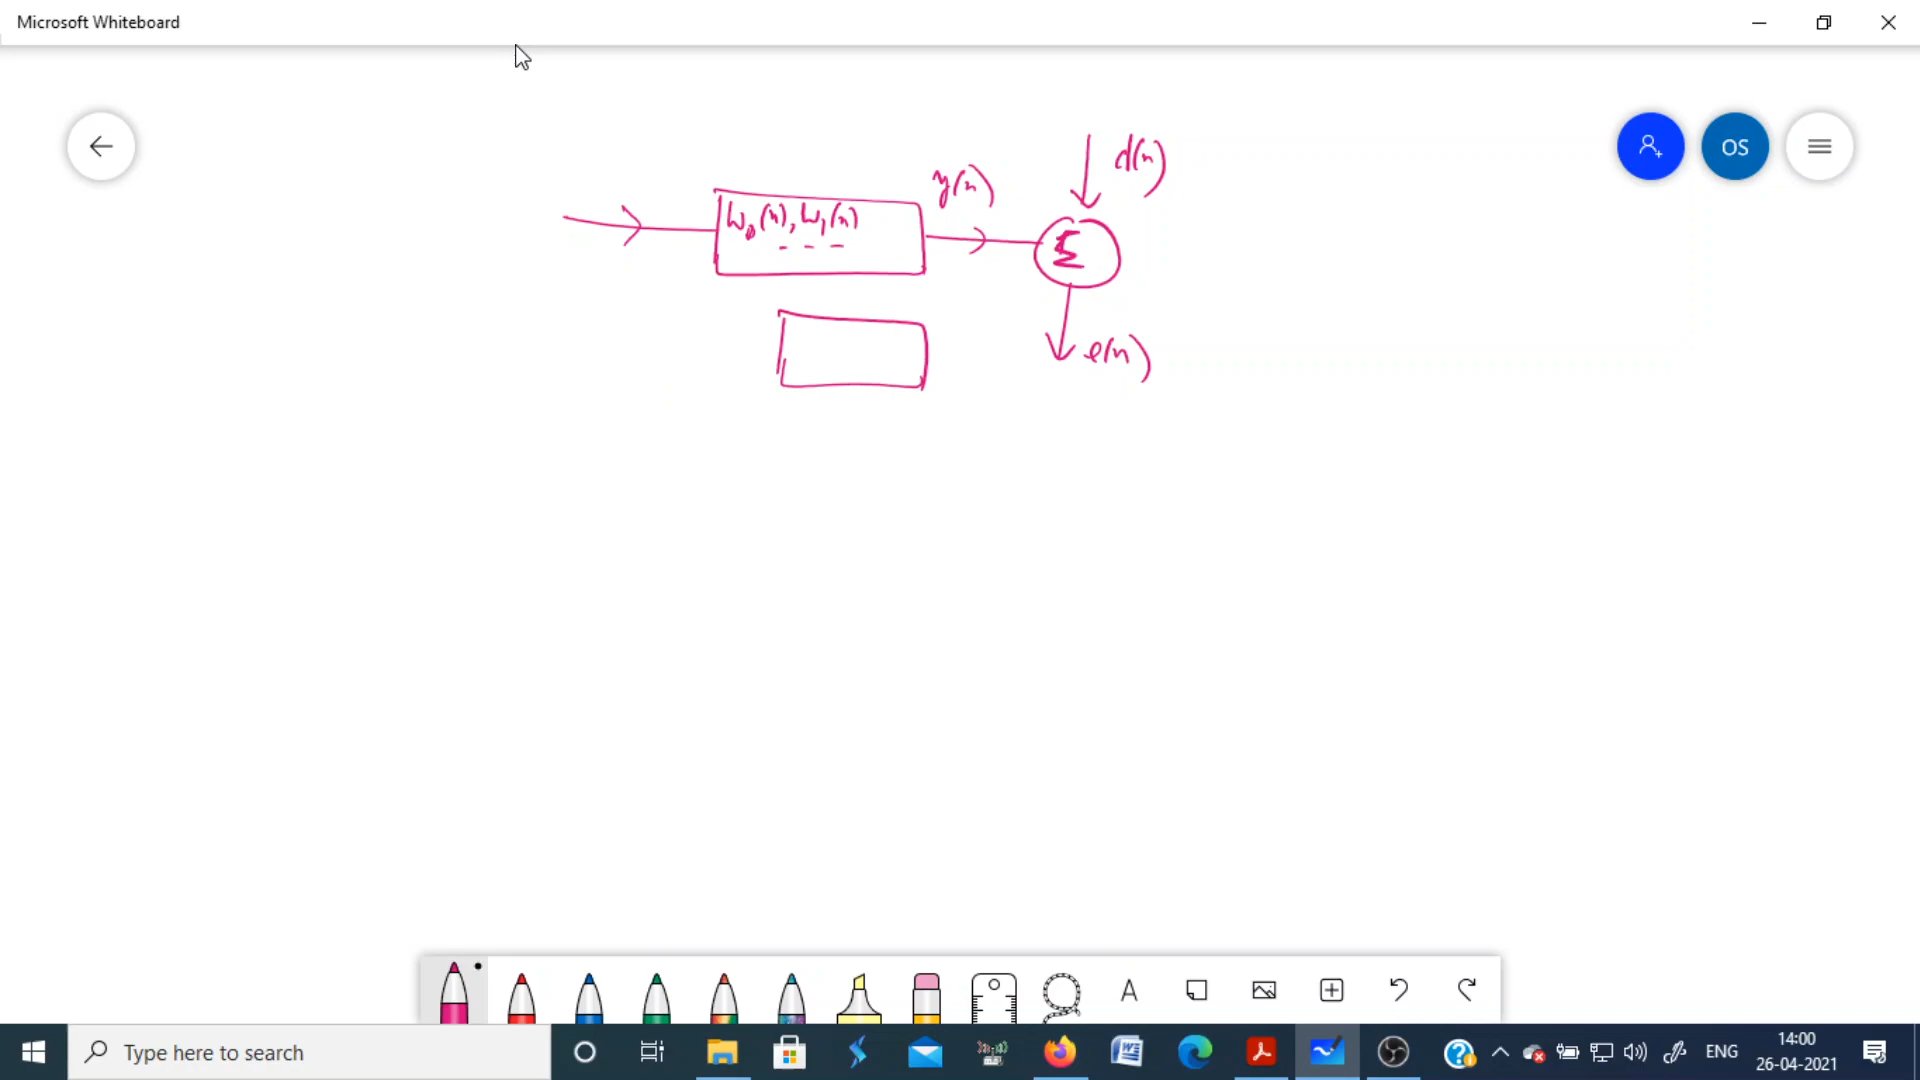 Microsoft Whiteboard
d(n)
y(n)
OS
W₀(n), W₁(n)
- - -
Σ
e(n)
A
Type here to search
ENG
14:00
26-04-2021